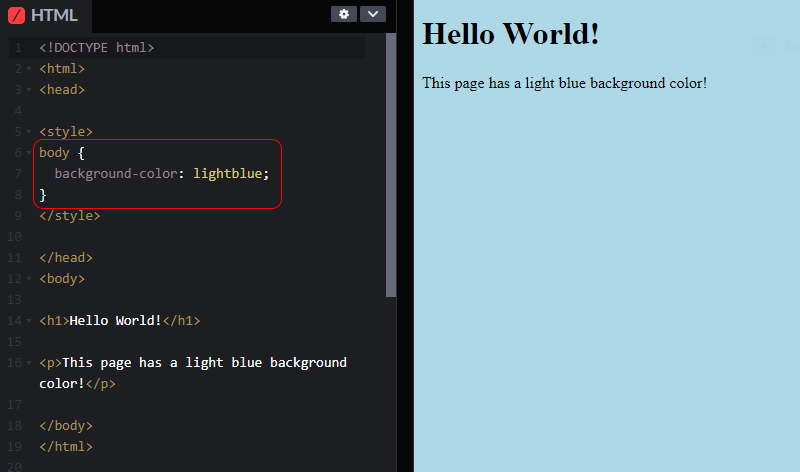 HTML
1 <!DOCTYPE html>
2 <html>
3 <head>
4
5 <style>
6 body {
7   background-color: lightblue;
8 }
9 </style>
10
11 </head>
12 <body>
13
14 <h1>Hello World!</h1>
15
16 <p>This page has a light blue background
color!</p>
17
18 </body>
19 </html>
20
Hello World!
This page has a light blue background color!